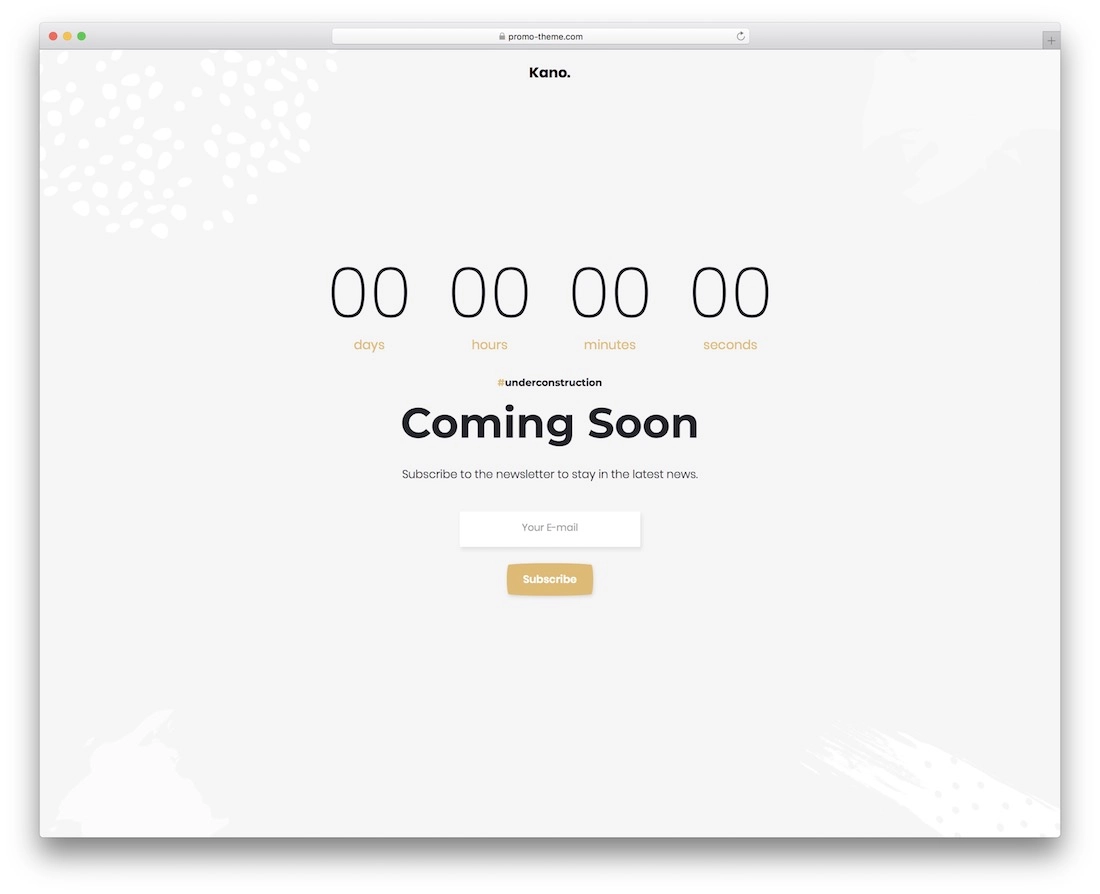 promo-theme.com
Kano.
00 00 00 00
days hours minutes seconds
#underconstruction
Coming Soon
Subscribe to the newsletter to stay in the latest news.
Your E-mail
Subscribe